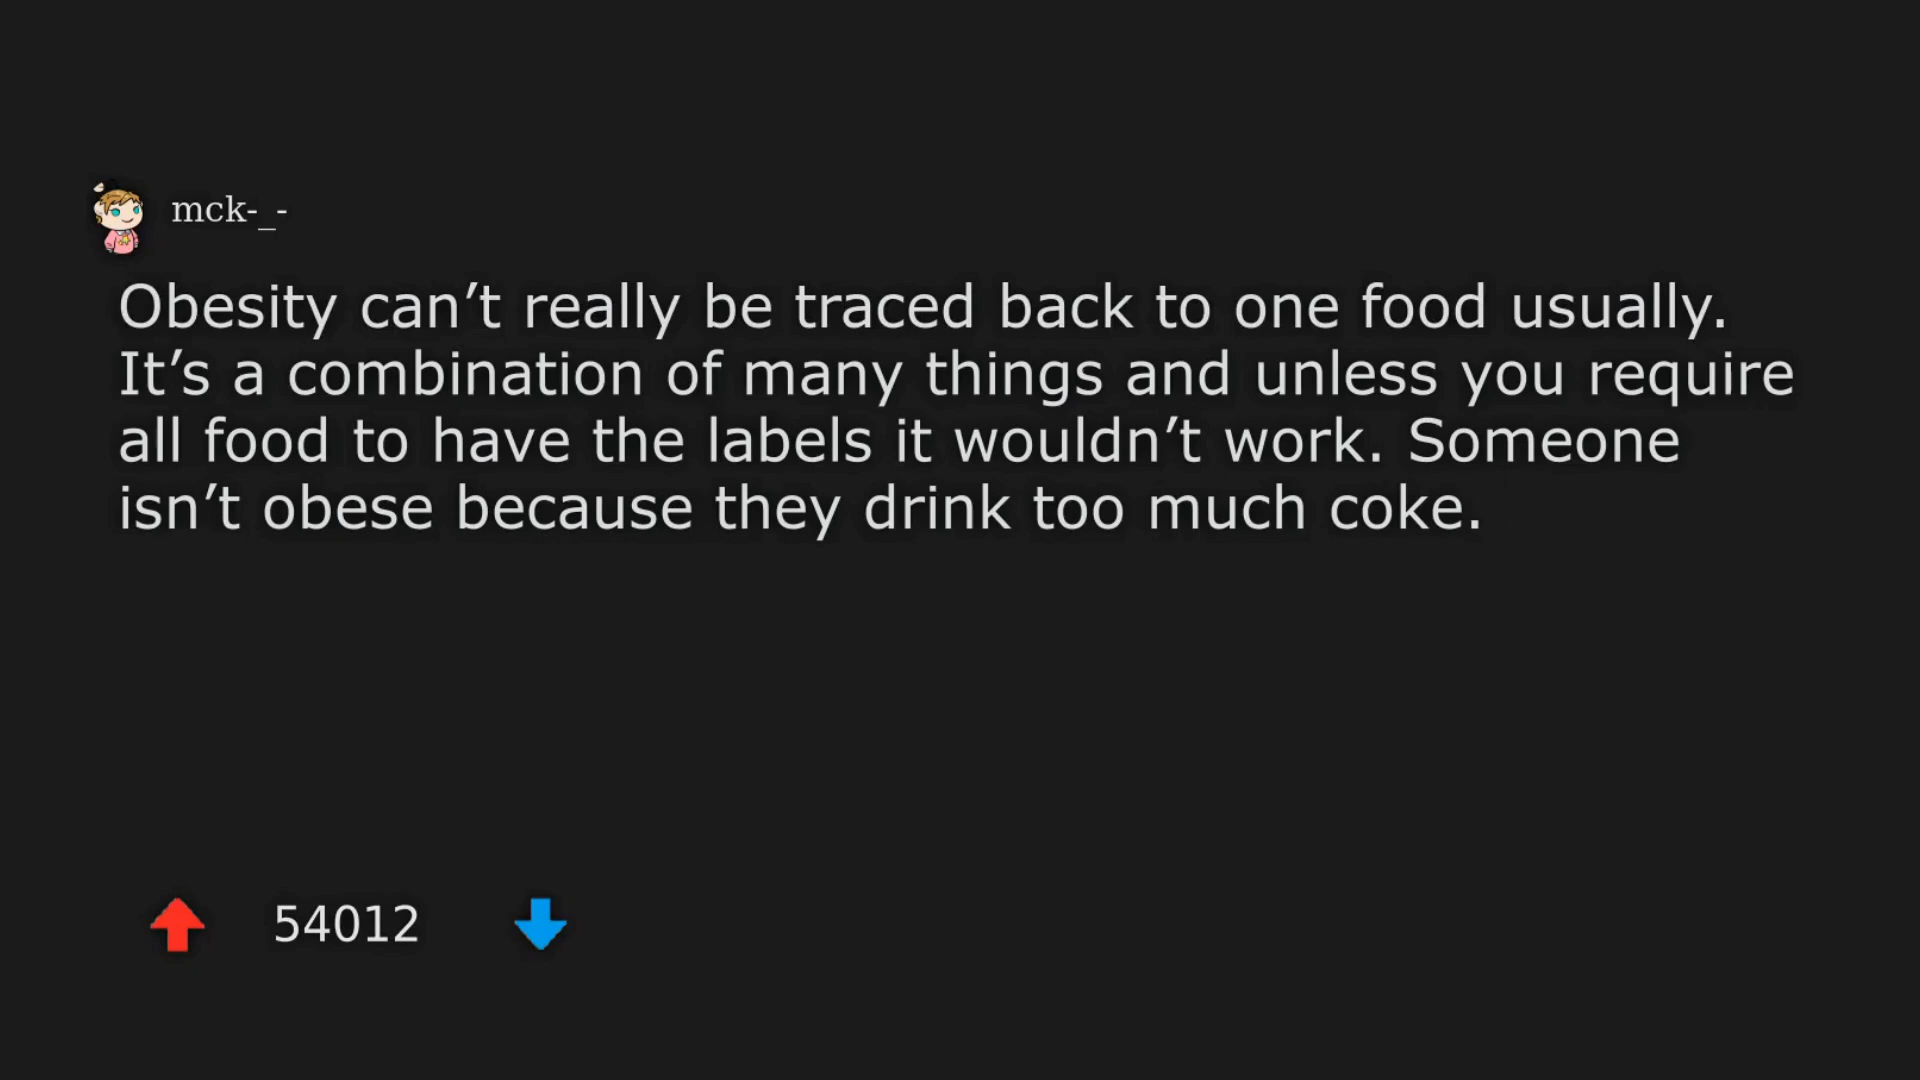 mck-_-
Obesity can’t really be traced back to one food usually.
It’s a combination of many things and unless you require
all food to have the labels it wouldn’t work. Someone
isn’t obese because they drink too much coke.
54012